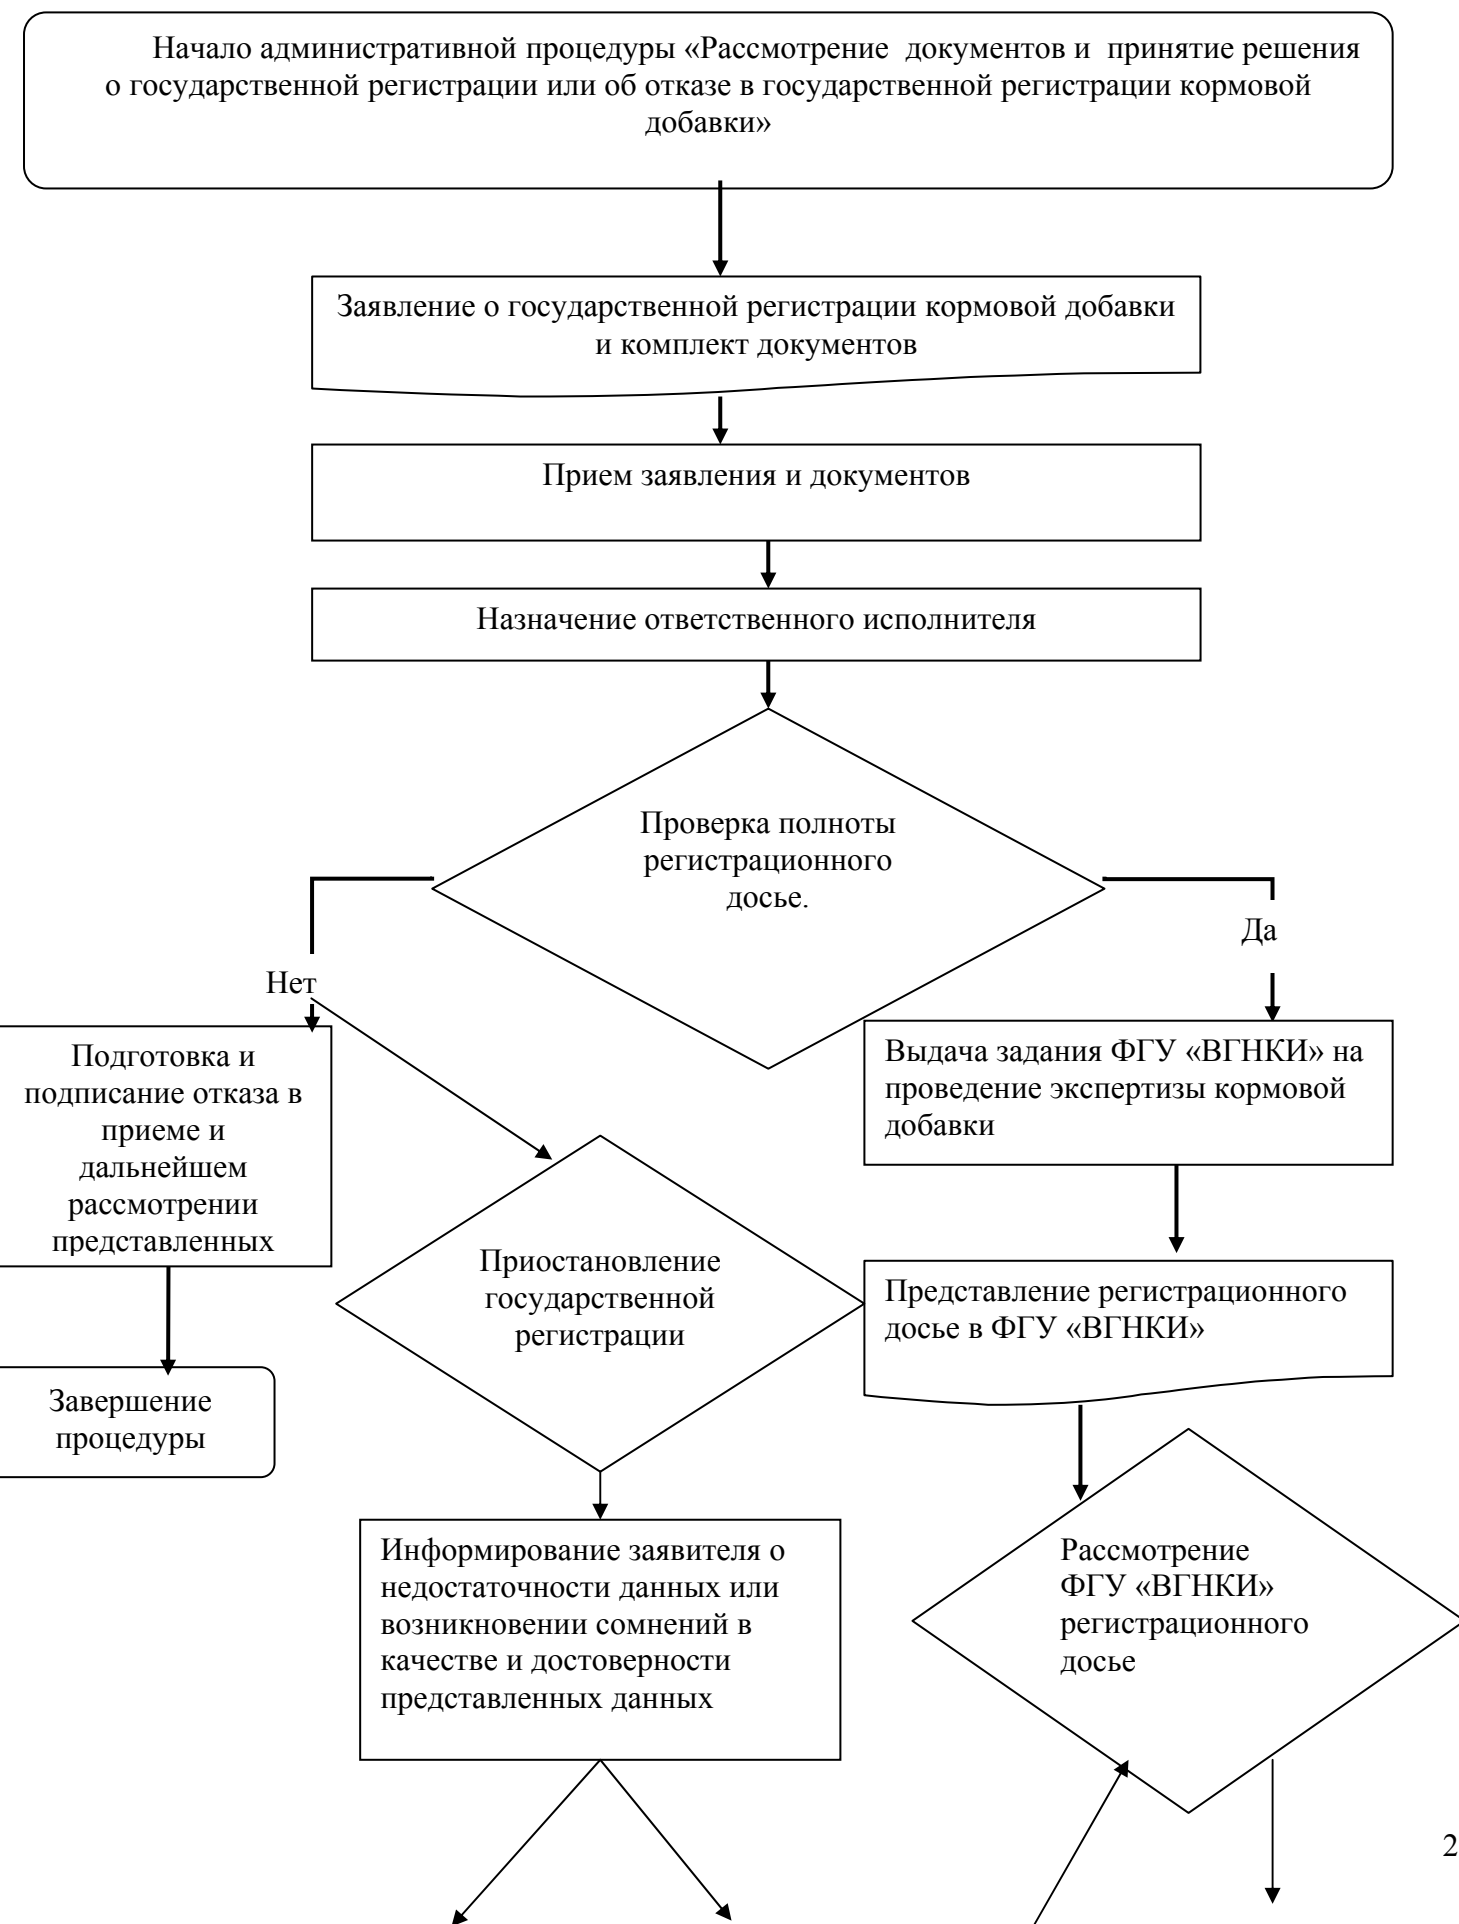 Начало административной процедуры «Рассмотрение документов и принятие решения
о государственной регистрации или об отказе в государственной регистрации кормовой
добавки»
Заявление о государственной регистрации кормовой добавки
и комплект документов
Прием заявления и документов
Назначение ответственного исполнителя
Проверка полноты
регистрационного
досье.
Да
Нет
Подготовка и
подписание отказа в
приеме и
дальнейшем
рассмотрении
представленных
Выдача задания ФГУ «ВГНКИ» на
проведение экспертизы кормовой
добавки
Приостановление
государственной
регистрации
Представление регистрационного
досье в ФГУ «ВГНКИ»
Завершение
процедуры
Информирование заявителя о
недостаточности данных или
возникновении сомнений в
качестве и достоверности
представленных данных
Рассмотрение
ФГУ «ВГНКИ»
регистрационного
досье
2